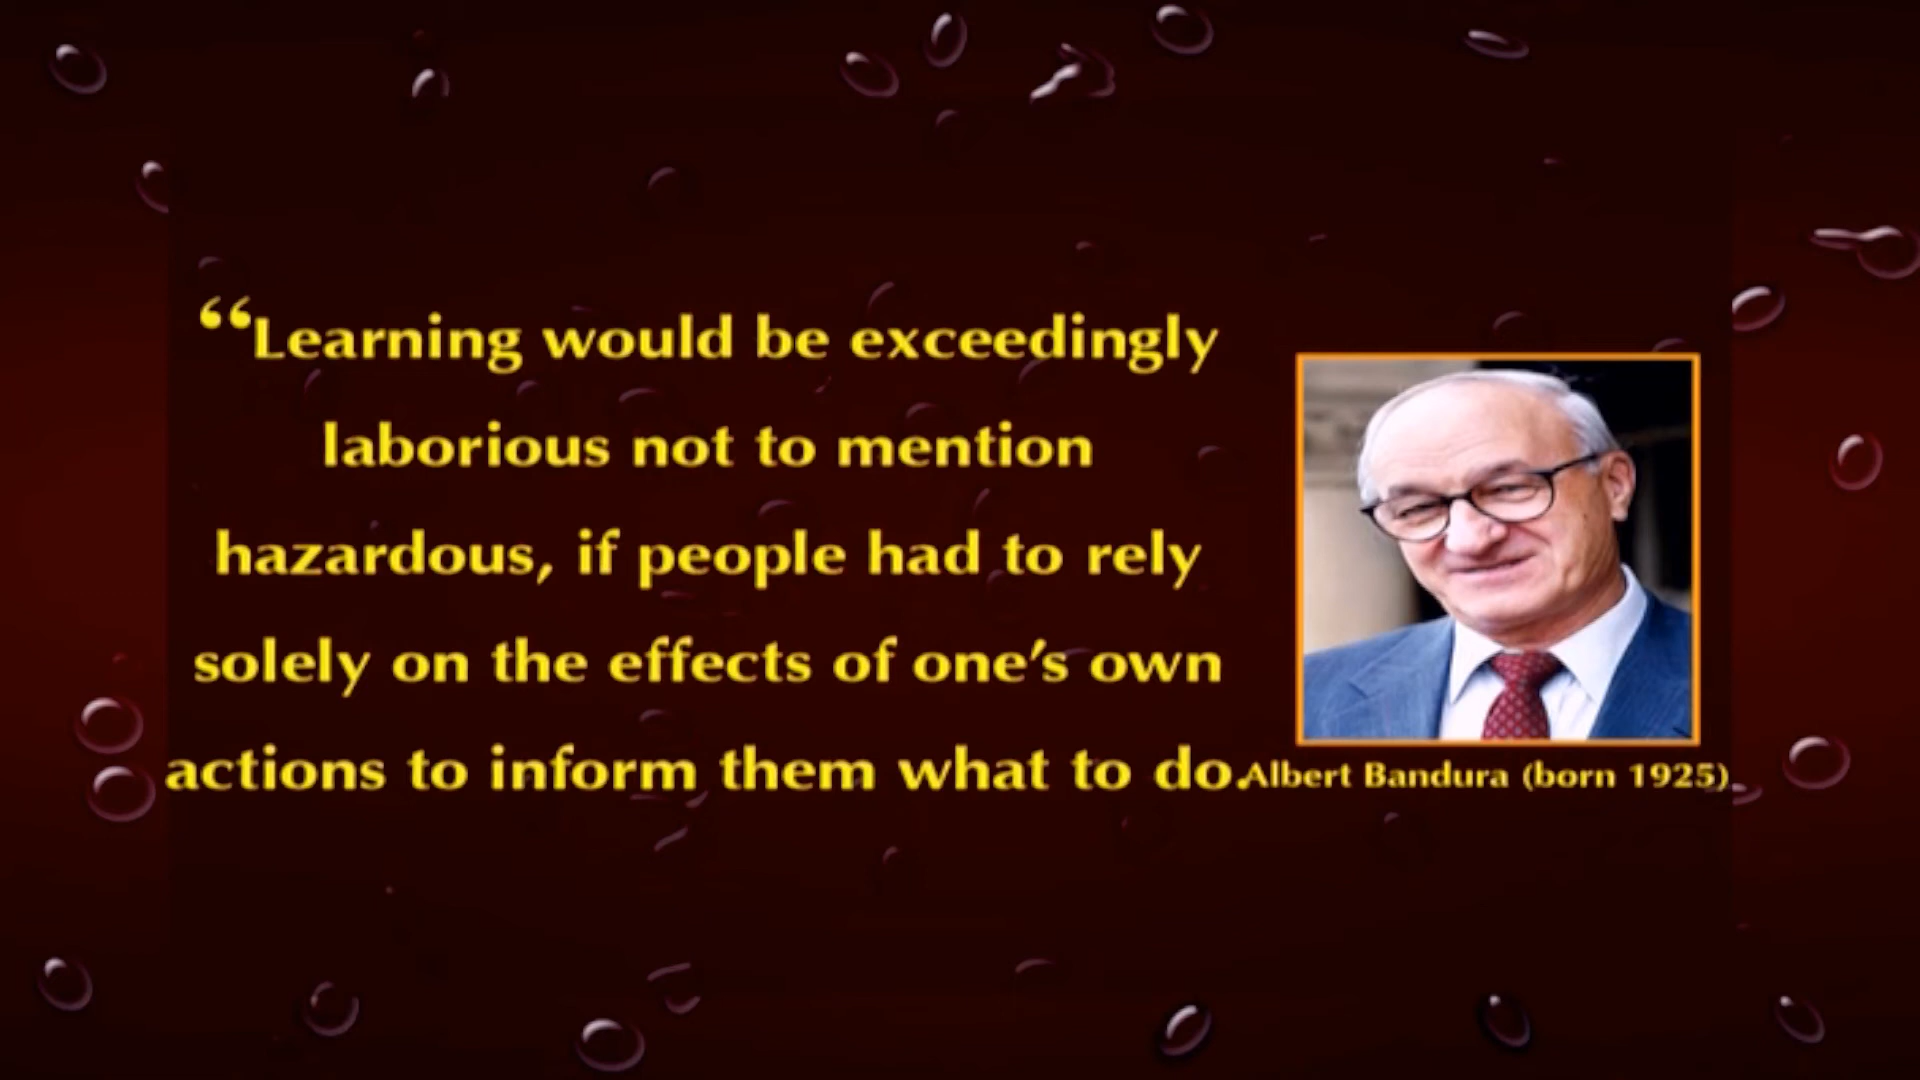 “Learning would be exceedingly
laborious not to mention
hazardous, if people had to rely
solely on the effects of one’s own
actions to inform them what to do.
Albert Bandura (born 1925)